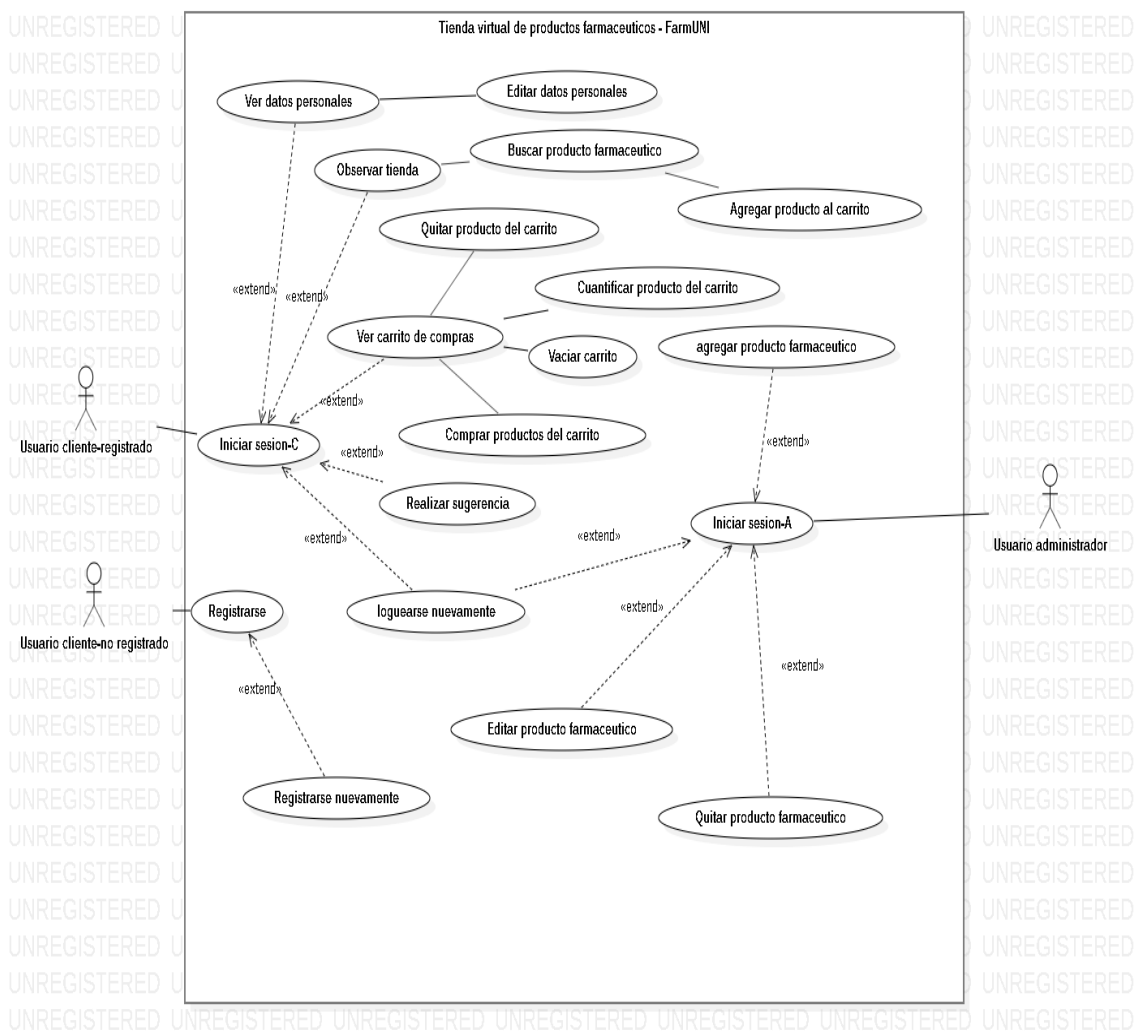 Tienda virtual de productos farmaceuticos - FarmUNI
Ver datos personales
Editar datos personales
Buscar producto farmaceutico
Observar tienda
Agregar producto al carrito
Quitar producto del carrito
Cuantificar producto del carrito
«extend»
«extend»
Ver carrito de compras
Vaciar carrito
agregar producto farmaceutico
«extend»
Usuario cliente-registrado
Iniciar sesion-C
Comprar productos del carrito
«extend»
«extend»
Realizar sugerencia
Iniciar sesion-A
«extend»
«extend»
Usuario administrador
Registrarse
loguearse nuevamente
«extend»
Usuario cliente-no registrado
«extend»
«extend»
Editar producto farmaceutico
Registrarse nuevamente
Quitar producto farmaceutico
UNREGISTERED